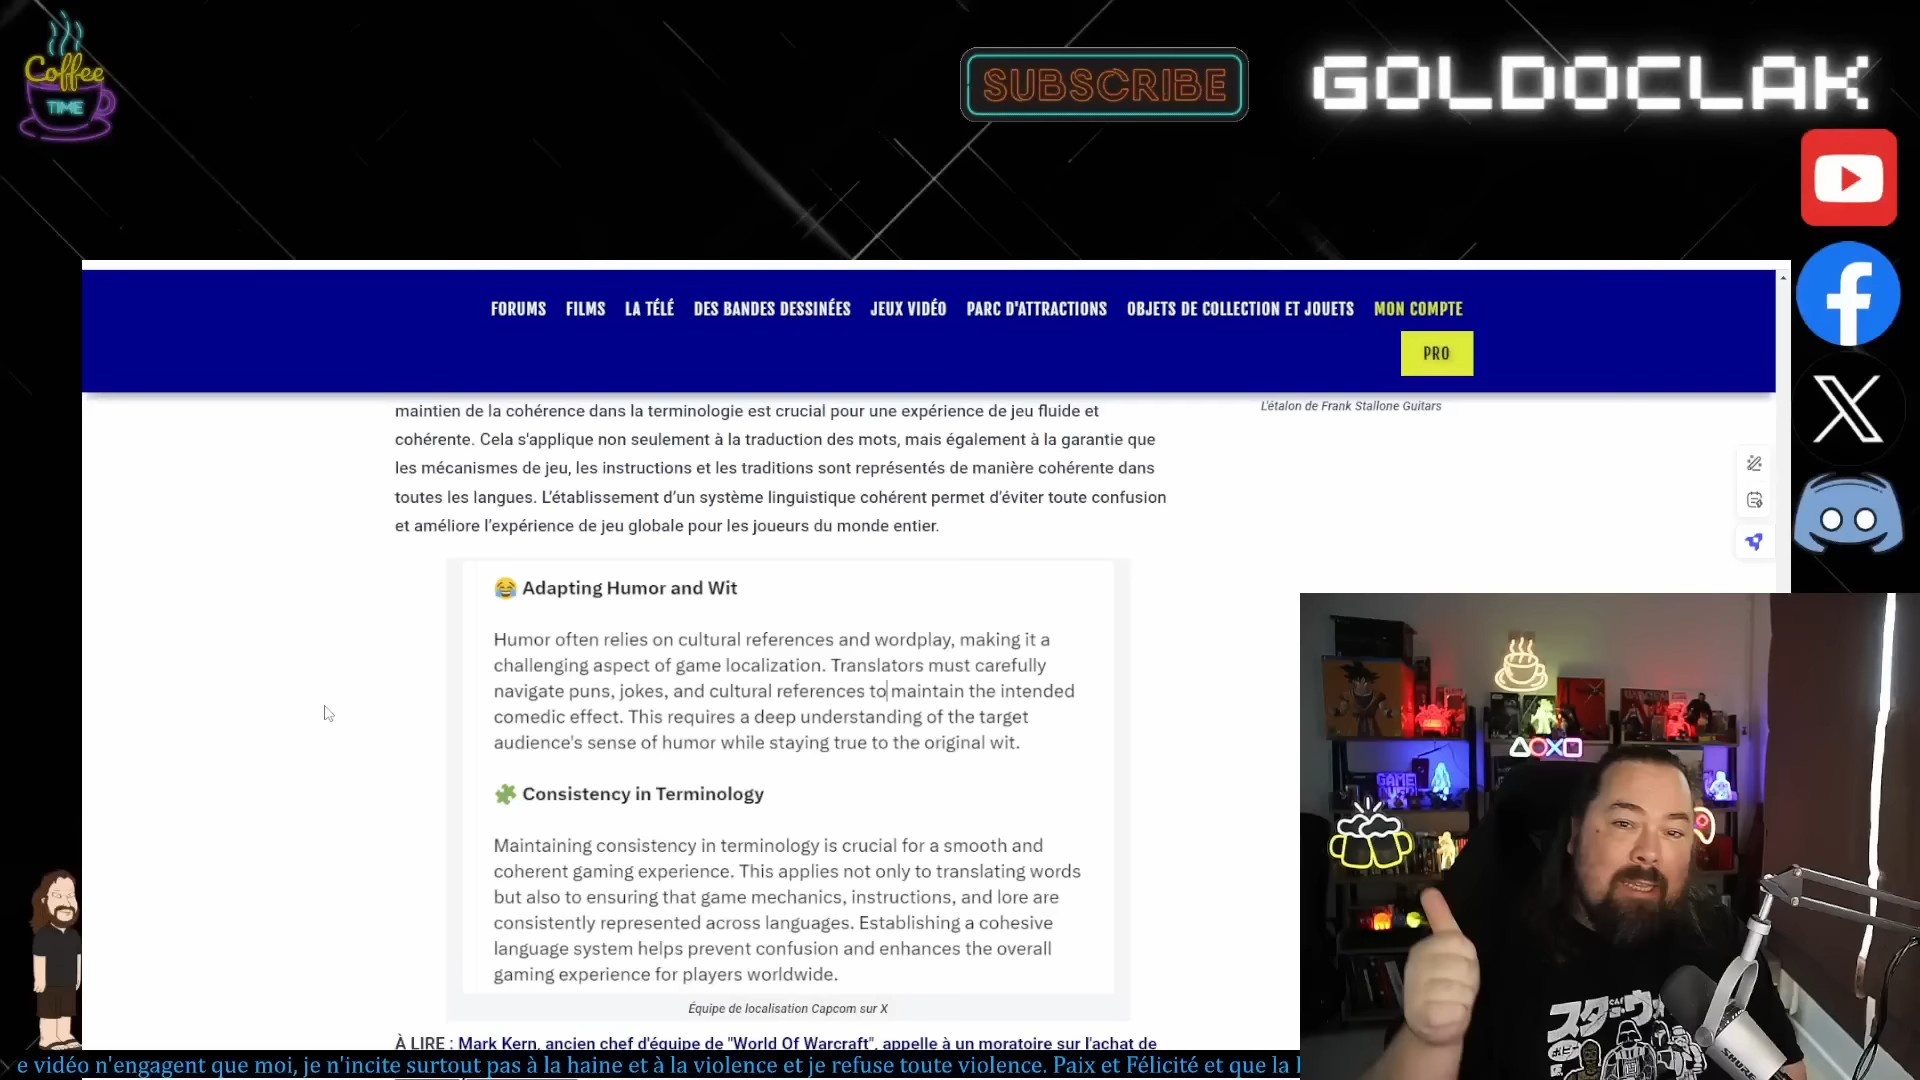 Coffee
TIME
SUBSCRIBE
GOLDOCLAK
FORUMS FILMS LA TÉLÉ DES BANDES DESSINÉES JEUX VIDÉO PARC D'ATTRACTIONS OBJETS DE COLLECTION ET JOUETS MON COMPTE
PRO
maintien de la cohérence dans la terminologie est crucial pour une expérience de jeu fluide et
cohérente. Cela s'applique non seulement à la traduction des mots, mais également à la garantie que
les mécanismes de jeu, les instructions et les traditions sont représentés de manière cohérente dans
toutes les langues. L'établissement d'un système linguistique cohérent permet d'éviter toute confusion
et améliore l'expérience de jeu globale pour les joueurs du monde entier.
L'étalon de Frank Stallone Guitars
😂 Adapting Humor and Wit
Humor often relies on cultural references and wordplay, making it a
challenging aspect of game localization. Translators must carefully
navigate puns, jokes, and cultural references to maintain the intended
comedic effect. This requires a deep understanding of the target
audience's sense of humor while staying true to the original wit.
🧩 Consistency in Terminology
Maintaining consistency in terminology is crucial for a smooth and
coherent gaming experience. This applies not only to translating words
but also to ensuring that game mechanics, instructions, and lore are
consistently represented across languages. Establishing a cohesive
language system helps prevent confusion and enhances the overall
gaming experience for players worldwide.
Équipe de localisation Capcom sur X
À LIRE : Mark Kern, ancien chef d'équipe de "World Of Warcraft", appelle à un moratoire sur l'achat de
GAME
OVER!
スター・ウォ
SHURE
e vidéo n'engagent que moi, je n'incite surtout pas à la haine et à la violence et je refuse toute violence. Paix et Félicité et que la